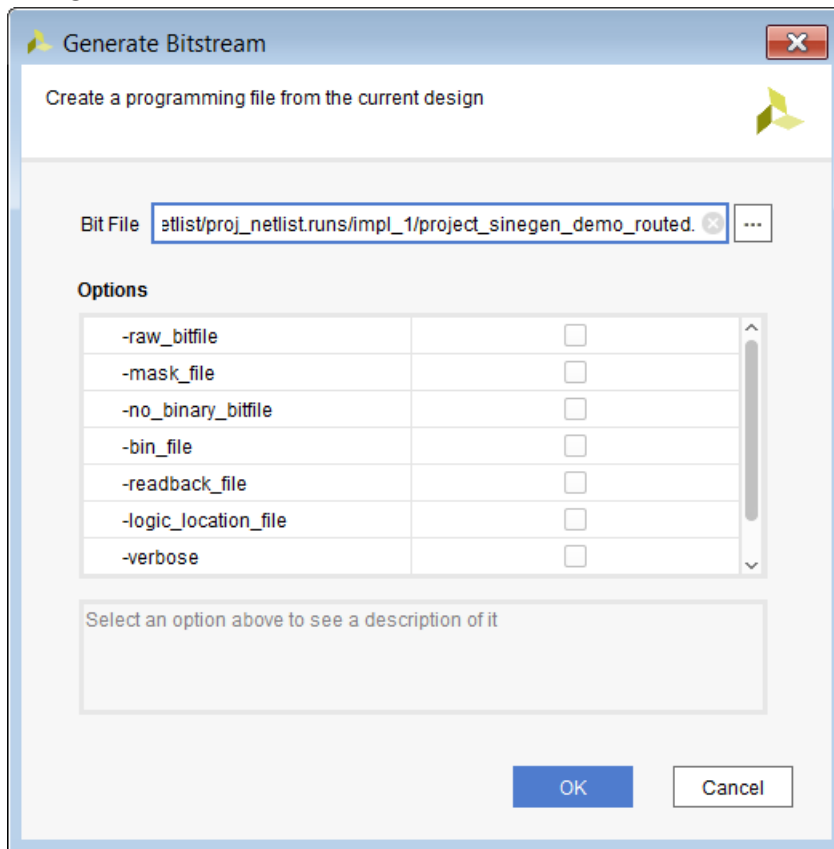 Generate Bitstream
Create a programming file from the current design
Bit File etlist/proj_netlist.runs/impl_1/project_sinegen_demo_routed. ...
Options
-raw_bitfile
-mask_file
-no_binary_bitfile
-bin_file
-readback_file
-logic_location_file
-verbose
Select an option above to see a description of it
OK Cancel